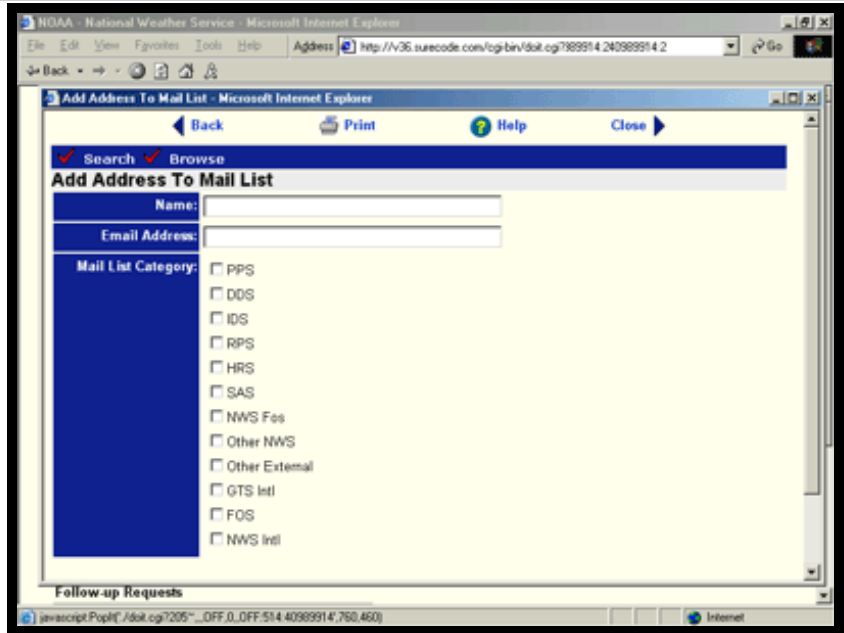 NOAA - National Weather Service - Microsoft Internet Explorer
File Edit View Favorites Tools Help Address http://v36.surecode.com/cgi-bin/doit.cgi?989914:240989914:2 Go
Back
Add Address To Mail List - Microsoft Internet Explorer
Back Print Help Close
Search Browse
Add Address To Mail List
Name:
Email Address:
Mail List Category:
PPS
DDS
IDS
RPS
HRS
SAS
NWS Fos
Other NWS
Other External
GTS Intl
FOS
NWS Intl
Follow-up Requests
Internet